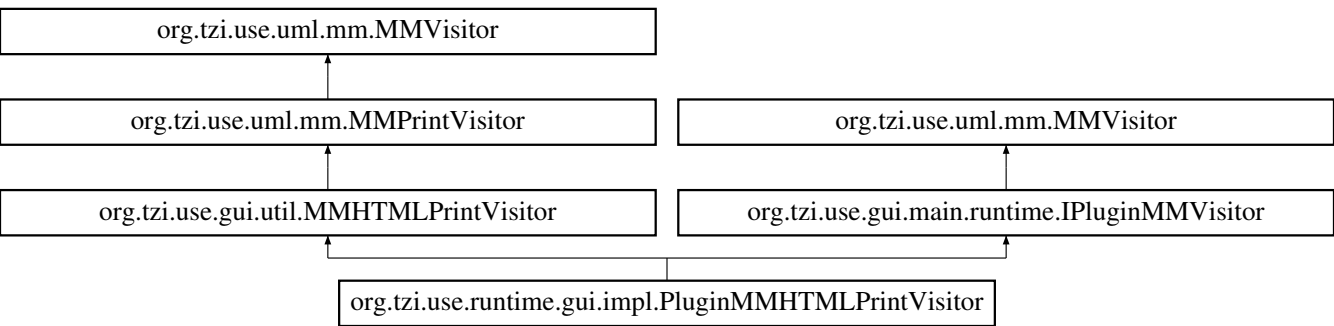 org.tzi.use.uml.mm.MMVisitor
org.tzi.use.uml.mm.MMPrintVisitor
org.tzi.use.uml.mm.MMVisitor
org.tzi.use.gui.util.MMHTMLPrintVisitor
org.tzi.use.gui.main.runtime.IPluginMMVisitor
org.tzi.use.runtime.gui.impl.PluginMMHTMLPrintVisitor